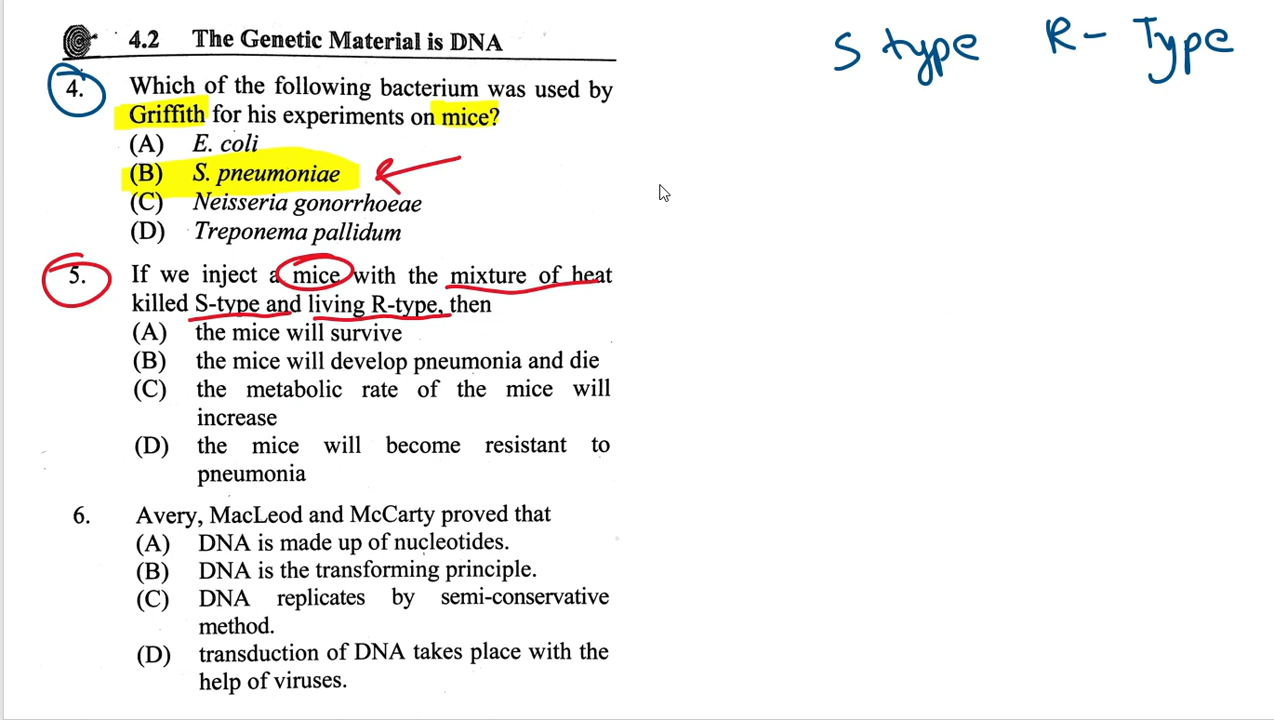 4.2 The Genetic Material is DNA
S type R- Type
4. Which of the following bacterium was used by
Griffith for his experiments on mice?
(A) E. coli
(B) S. pneumoniae
(C) Neisseria gonorrhoeae
(D) Treponema pallidum
5. If we inject a mice with the mixture of heat
killed S-type and living R-type, then
(A) the mice will survive
(B) the mice will develop pneumonia and die
(C) the metabolic rate of the mice will
increase
(D) the mice will become resistant to
pneumonia
6. Avery, MacLeod and McCarty proved that
(A) DNA is made up of nucleotides.
(B) DNA is the transforming principle.
(C) DNA replicates by semi-conservative
method.
(D) transduction of DNA takes place with the
help of viruses.